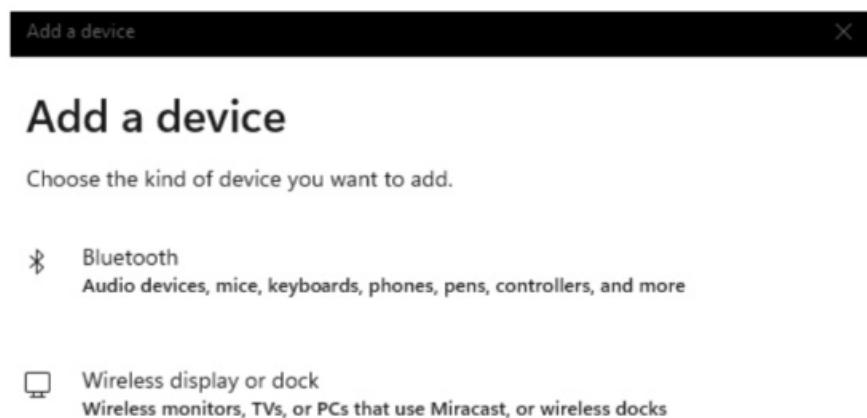 Add a device
Add a device
Choose the kind of device you want to add.
Bluetooth
Audio devices, mice, keyboards, phones, pens, controllers, and more
Wireless display or dock
Wireless monitors, TVs, or PCs that use Miracast, or wireless docks